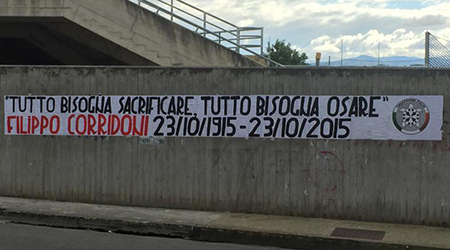 "TUTTO BISOGNA SACRIFICARE, TUTTO BISOGNA OSARE"
FILIPPO CORRIDONI 23/10/1915 - 23/10/2015